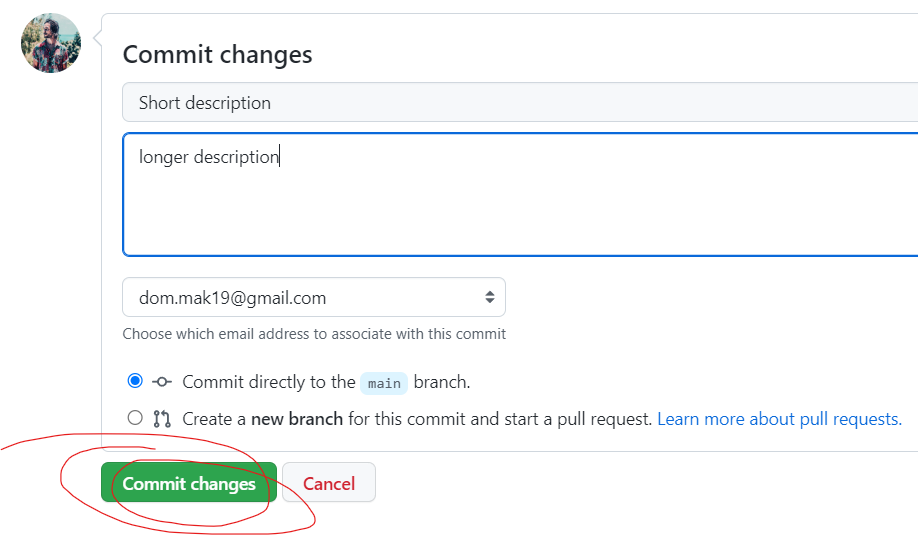 Commit changes
Short description
longer description
dom.mak19@gmail.com
Choose which email address to associate with this commit
Commit directly to the main branch.
Create a new branch for this commit and start a pull request. Learn more about pull requests.
Commit changes Cancel